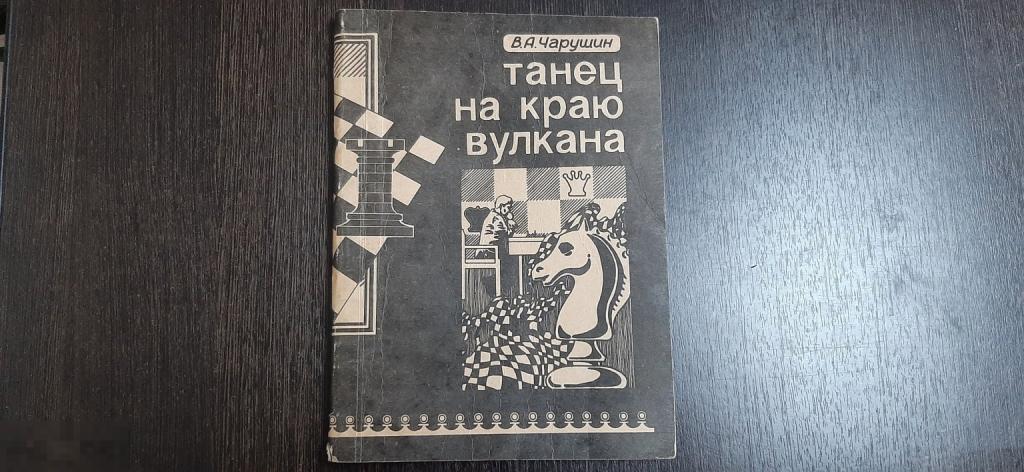 В.А.Чарушин
танец
на краю
вулкана